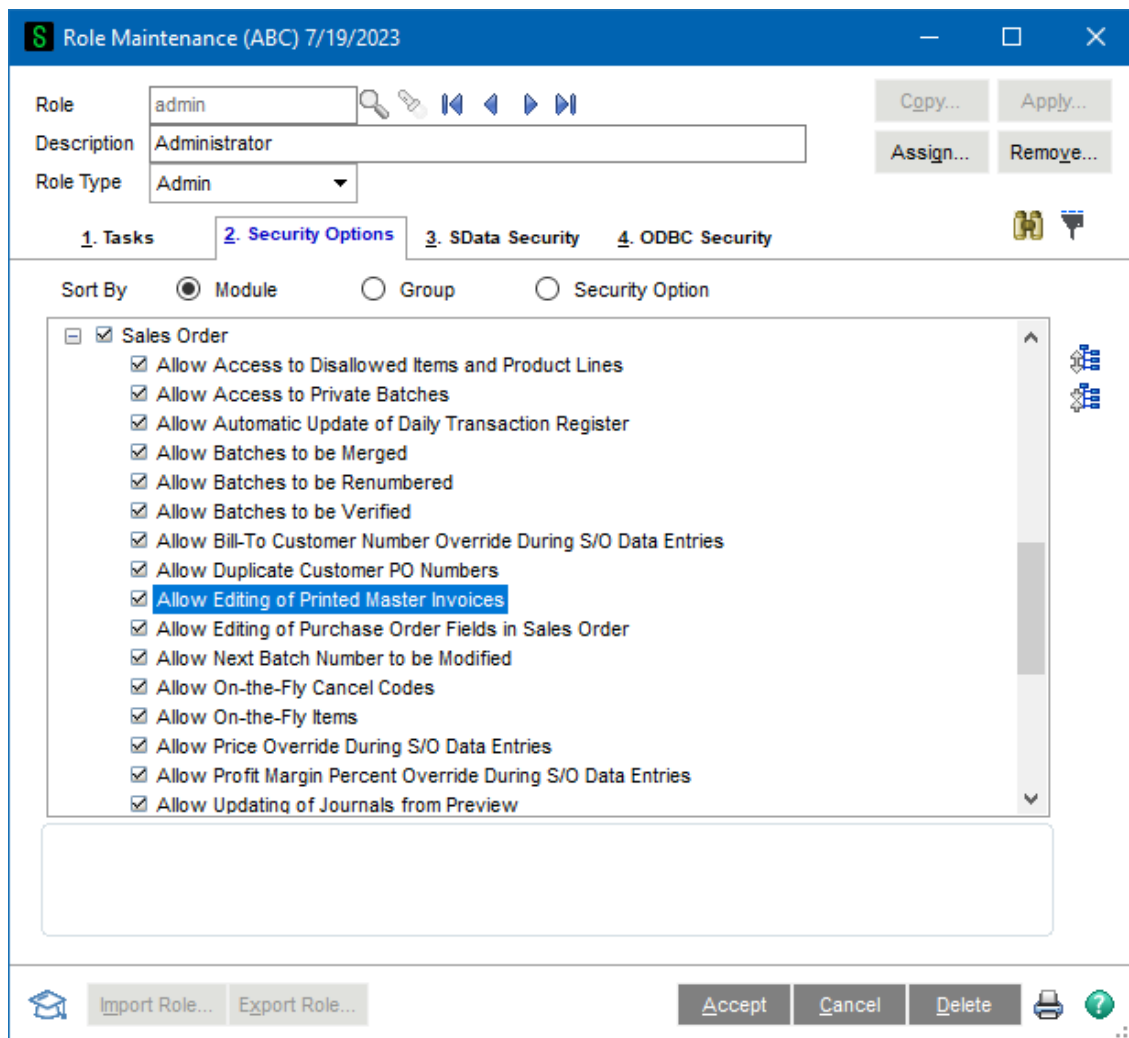 S Role Maintenance (ABC) 7/19/2023
Role admin Copy... Apply...
Description Administrator Assign... Remove...
Role Type Admin
1. Tasks 2. Security Options 3. SData Security 4. ODBC Security
Sort By Module Group Security Option
Sales Order
Allow Access to Disallowed Items and Product Lines
Allow Access to Private Batches
Allow Automatic Update of Daily Transaction Register
Allow Batches to be Merged
Allow Batches to be Renumbered
Allow Batches to be Verified
Allow Bill-To Customer Number Override During S/O Data Entries
Allow Duplicate Customer PO Numbers
Allow Editing of Printed Master Invoices
Allow Editing of Purchase Order Fields in Sales Order
Allow Next Batch Number to be Modified
Allow On-the-Fly Cancel Codes
Allow On-the-Fly Items
Allow Price Override During S/O Data Entries
Allow Profit Margin Percent Override During S/O Data Entries
Allow Updating of Journals from Preview
Import Role... Export Role... Accept Cancel Delete ?